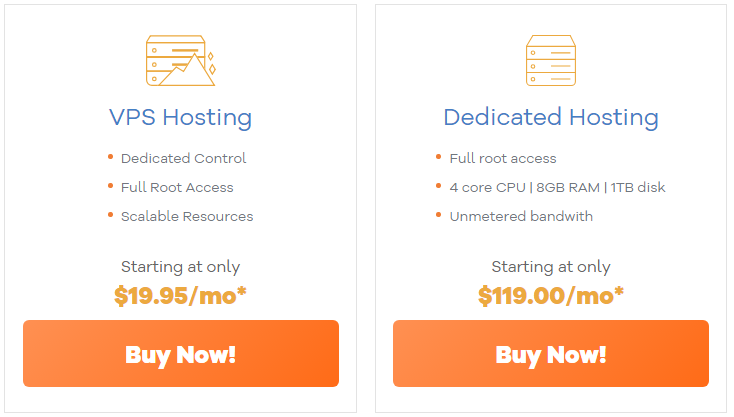 VPS Hosting
Dedicated Control
Full Root Access
Scalable Resources
Starting at only
$19.95/mo*
Buy Now!
Dedicated Hosting
Full root access
4 core CPU | 8GB RAM | 1TB disk
Unmetered bandwith
Starting at only
$119.00/mo*
Buy Now!